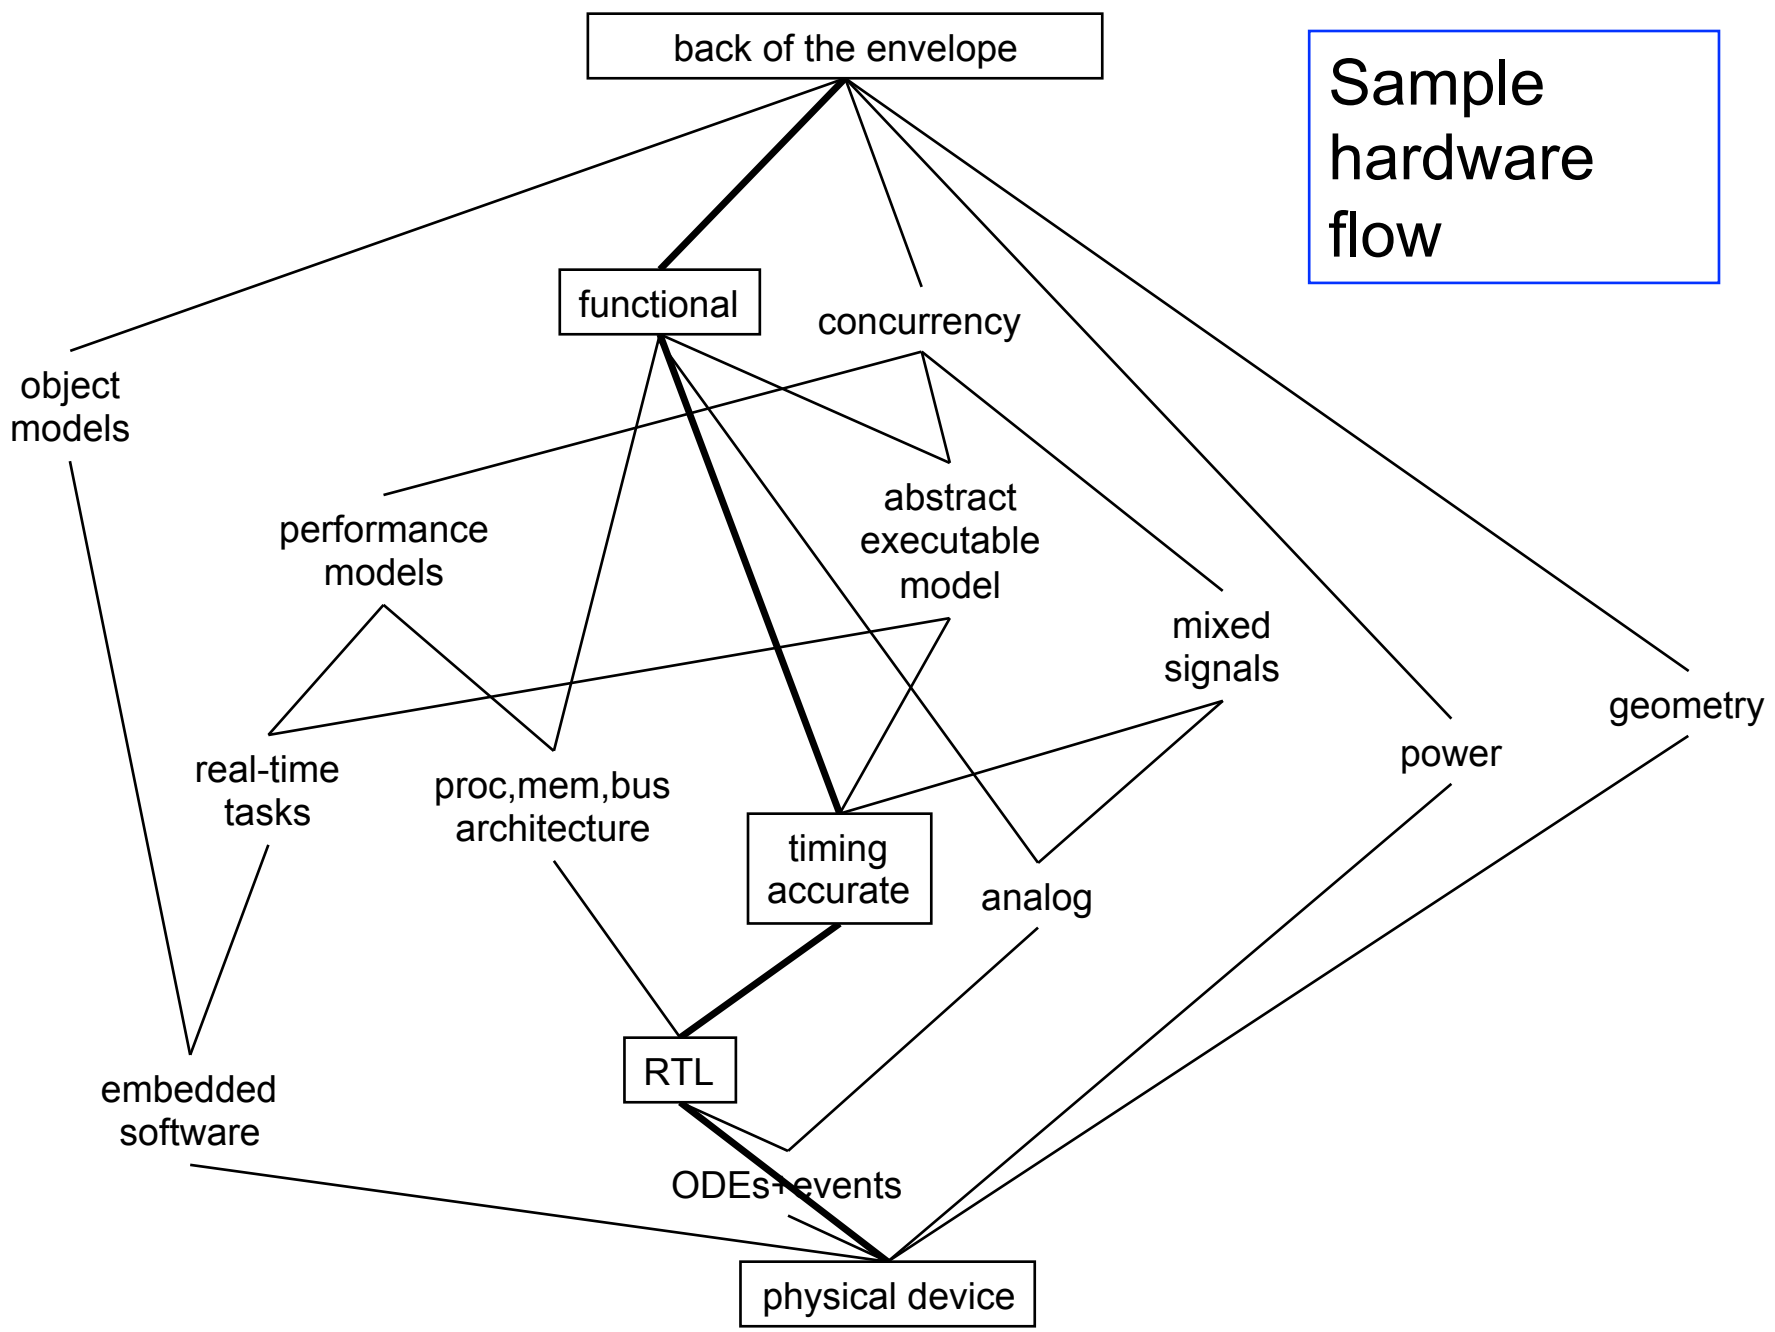 back of the envelope
Sample
hardware
flow
functional
concurrency
object
models
performance
models
abstract
executable
model
mixed
signals
geometry
power
real-time
tasks
proc,mem,bus
architecture
timing
accurate
analog
RTL
embedded
software
ODEs+events
physical device